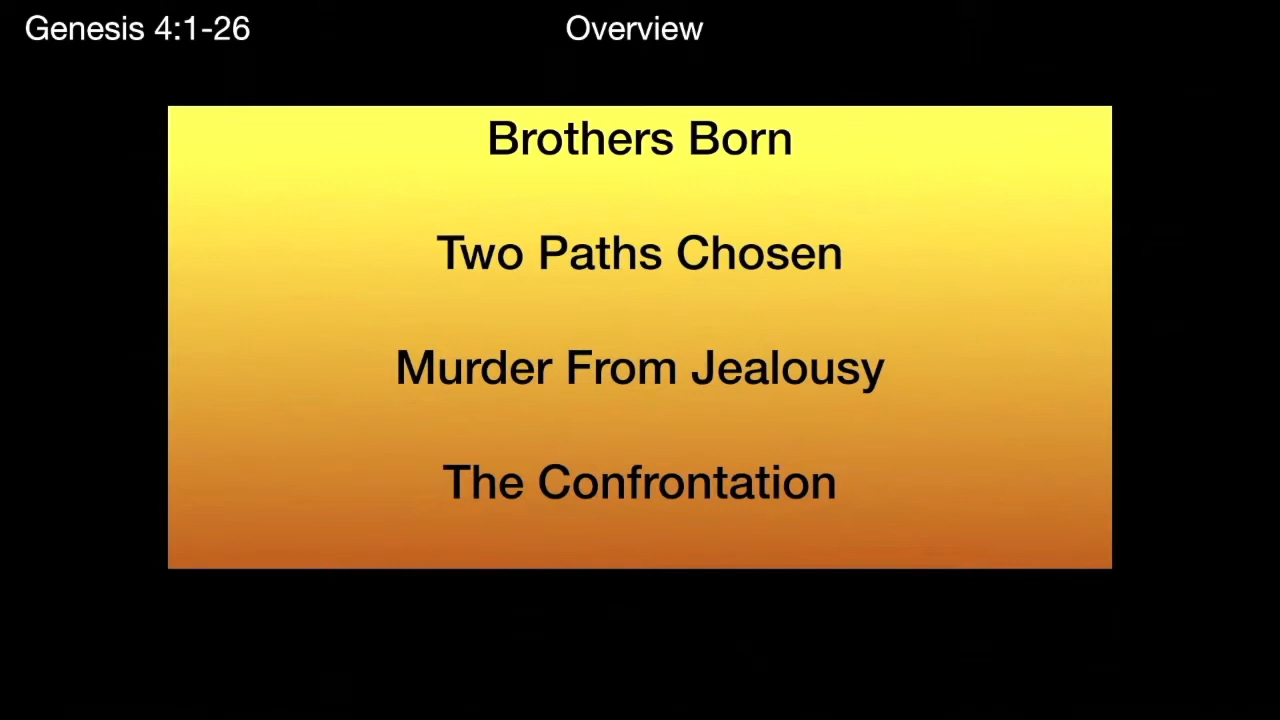 Genesis 4:1-26
Overview
Brothers Born
Two Paths Chosen
Murder From Jealousy
The Confrontation